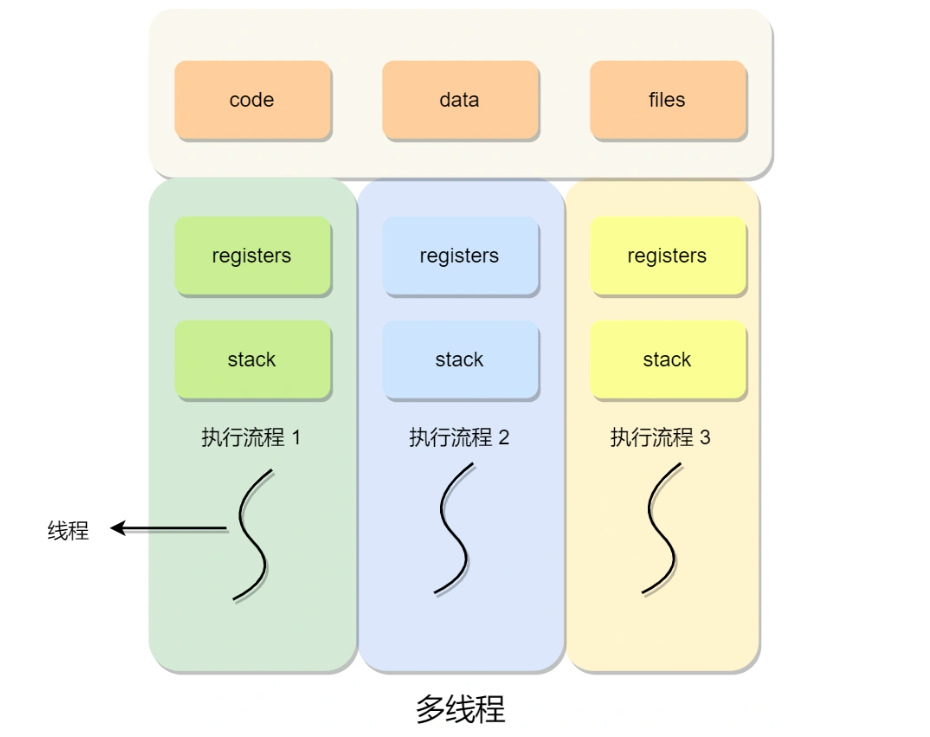 code
data
files
registers
registers
registers
stack
stack
stack
执行流程 1
执行流程 2
执行流程 3
线程
多线程